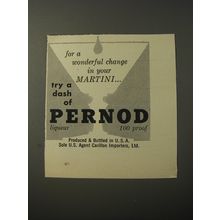 for a
wonderful change
in your
MARTINI...
try a
dash
of
PERNOD
liqueur 100 proof
Produced & Bottled in U. S. A.
Sole U. S. Agent Carillon Importers, Ltd.